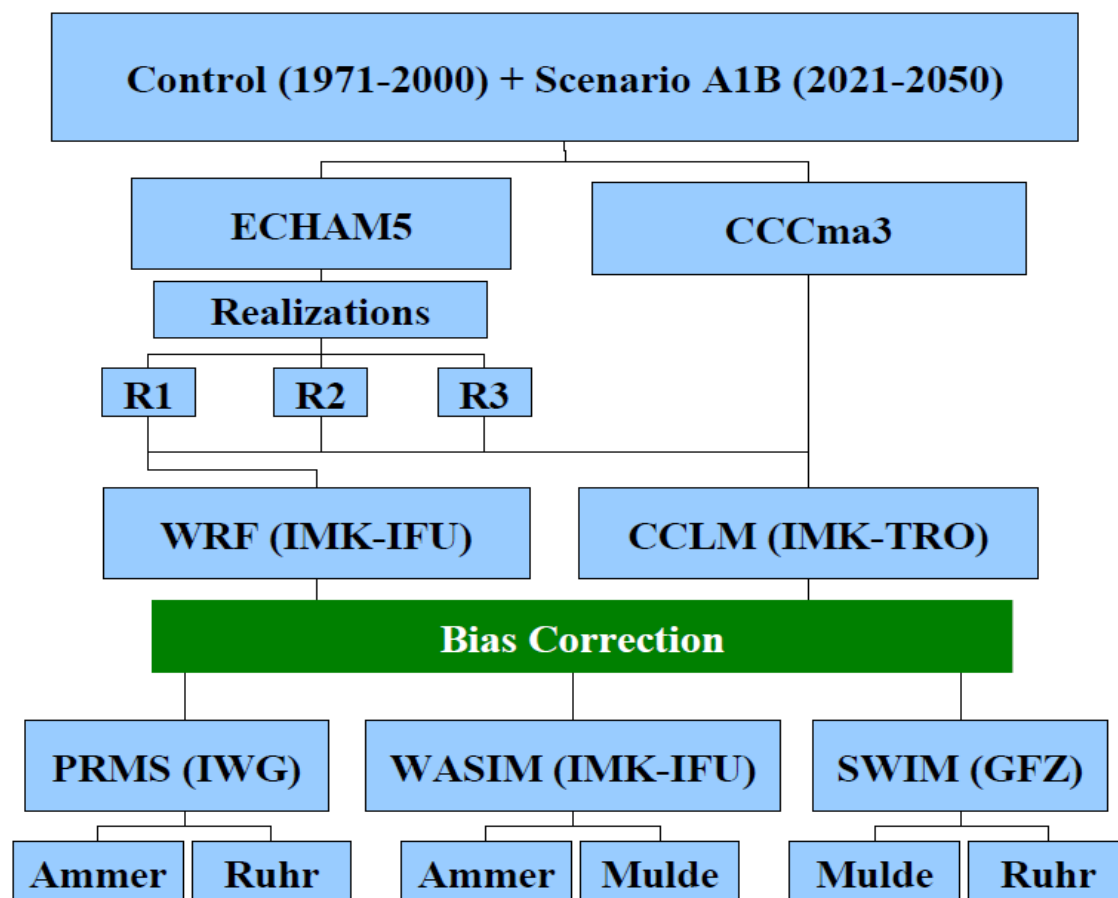 Control (1971-2000) + Scenario A1B (2021-2050)
ECHAM5
CCCma3
Realizations
R1
R2
R3
WRF (IMK-IFU)
CCLM (IMK-TRO)
Bias Correction
PRMS (IWG)
WASIM (IMK-IFU)
SWIM (GFZ)
Ammer
Ruhr
Ammer
Mulde
Mulde
Ruhr